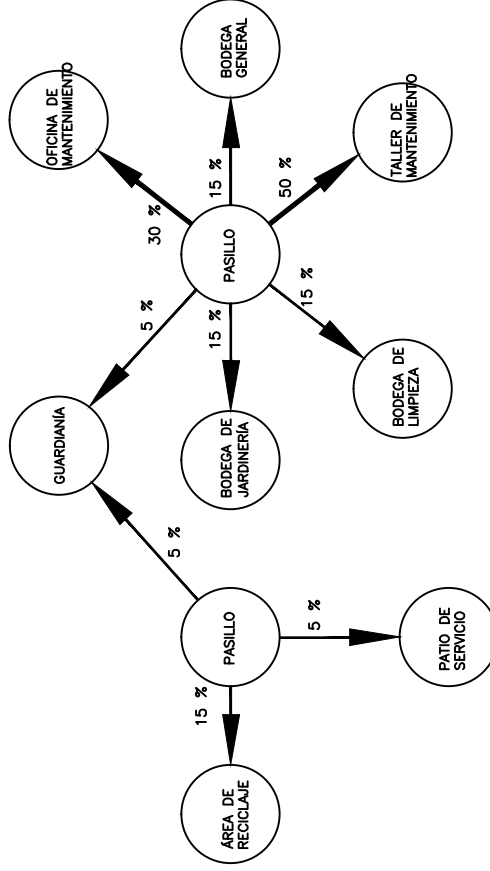 OFICINA DE
MANTENIMIENTO
BODEGA
GENERAL
TALLER DE
MANTENIMIENTO
30 %
15 %
50 %
PASILLO
5 %
15 %
15 %
GUARDIANÍA
BODEGA DE
JARDINERÍA
BODEGA DE
LIMPIEZA
5 %
PASILLO
5 %
15 %
PATIO DE
SERVICIO
ÁREA DE
RECICLAJE